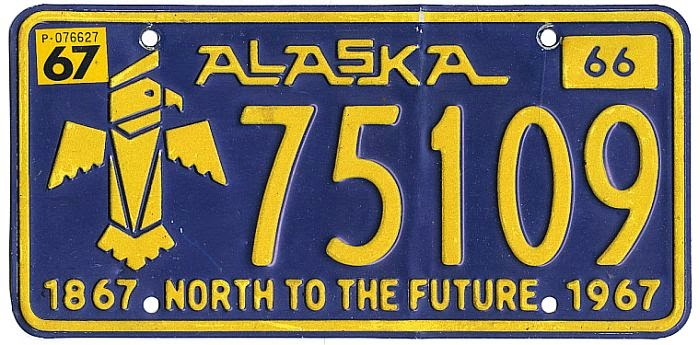 P-076627
67
ALASKA
66
75109
1867 NORTH TO THE FUTURE 1967